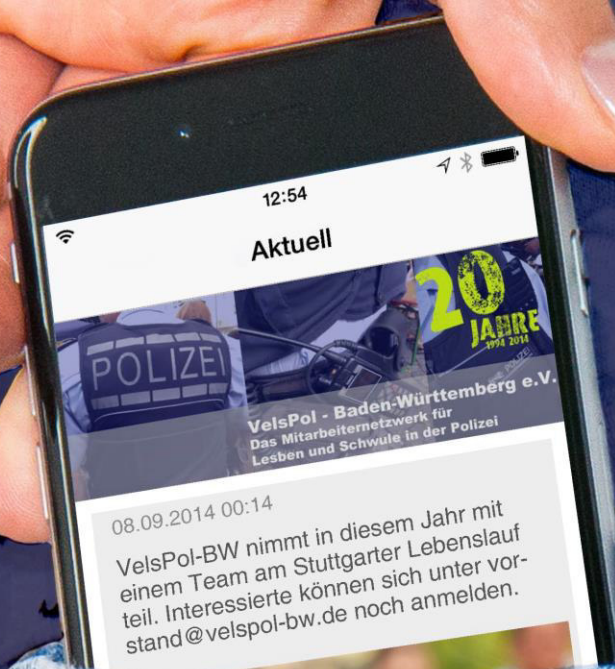 12:54
Aktuell
POLIZEI
20
JAHRE
1994 2014
VelsPol - Baden-Württemberg e.V.
Das Mitarbeiternetzwerk für
Lesben und Schwule in der Polizei
08.09.2014 00:14
VelsPol-BW nimmt in diesem Jahr mit
einem Team am Stuttgarter Lebenslauf
teil. Interessierte können sich unter vor-
stand@velspol-bw.de noch anmelden.